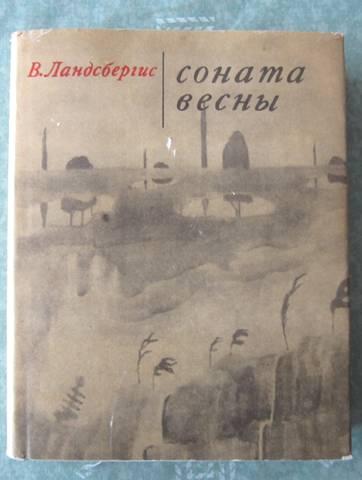 В. Ландсбергис
соната
весны